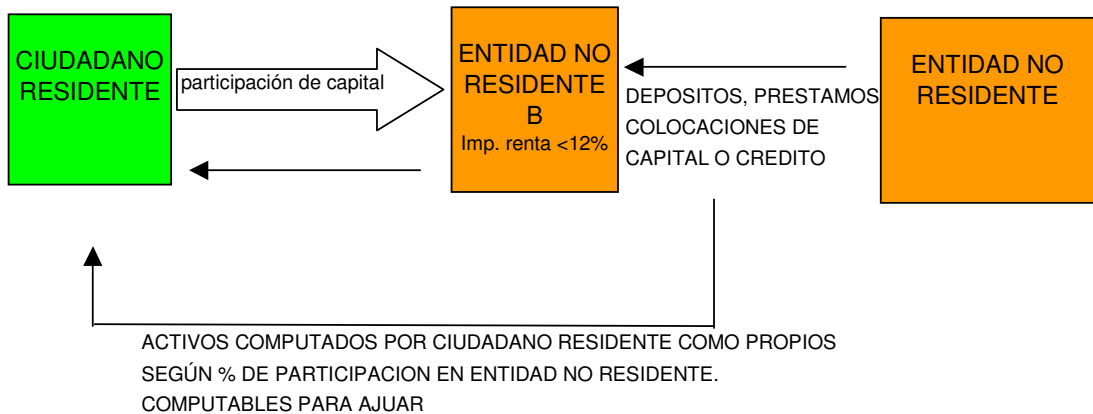 CIUDADANO
RESIDENTE
participación de capital
ENTIDAD NO
RESIDENTE
B
Imp. renta <12%
DEPOSITOS, PRESTAMOS
COLOCACIONES DE
CAPITAL O CREDITO
ENTIDAD NO
RESIDENTE
ACTIVOS COMPUTADOS POR CIUDADANO RESIDENTE COMO PROPIOS
SEGÚN % DE PARTICIPACION EN ENTIDAD NO RESIDENTE.
COMPUTABLES PARA AJUAR